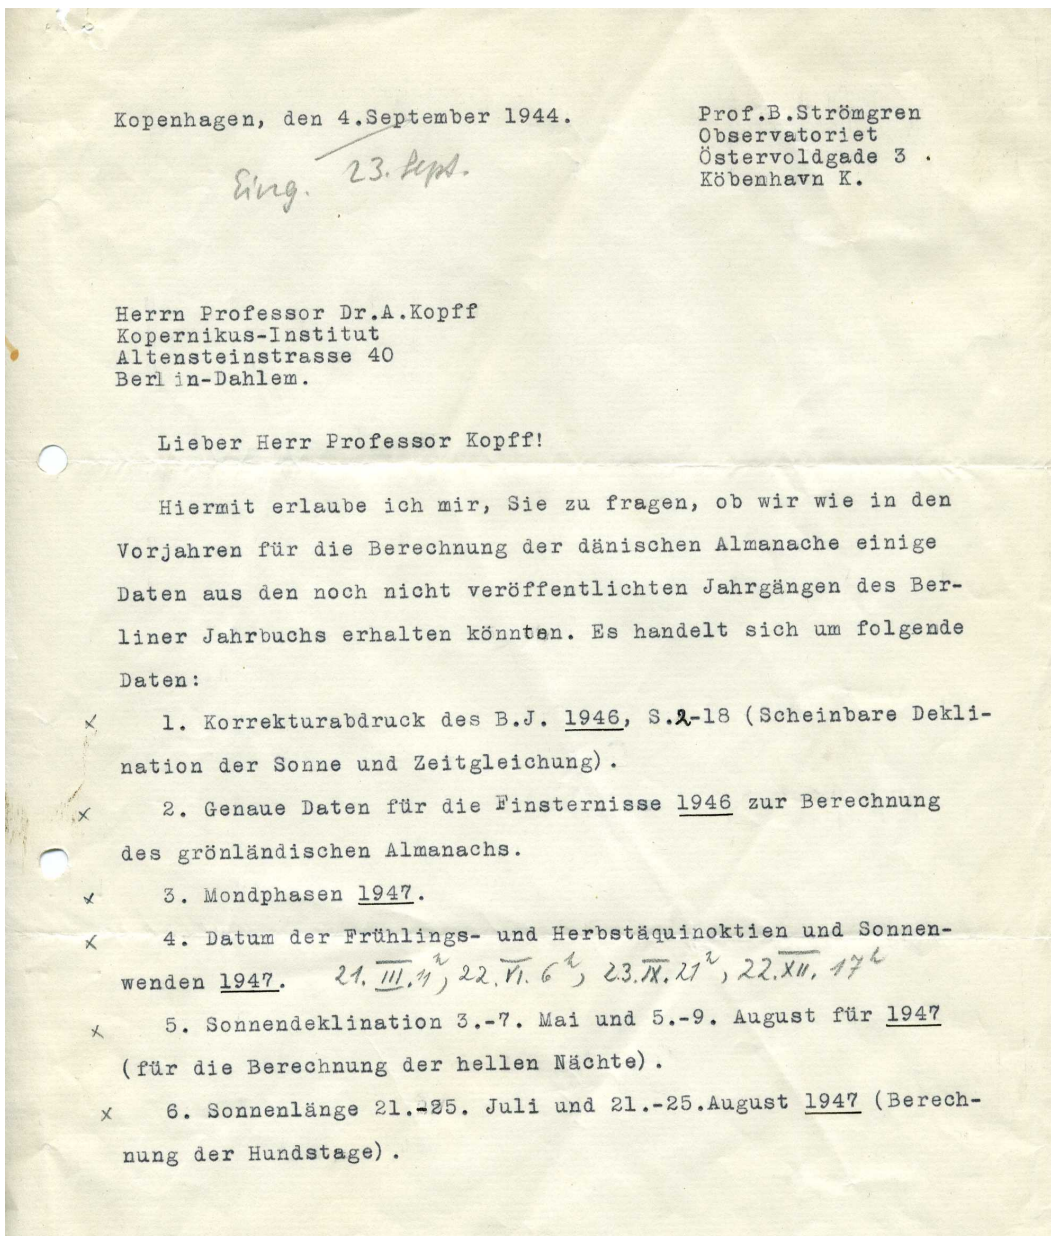 Kopenhagen, den 4.September 1944.
Prof.B.Strömgren
Observatoriet
Östervoldgade 3 .
Köbenhavn K.
Eing. 23. Sept.
Herrn Professor Dr.A.Kopff
Kopernikus-Institut
Altensteinstrasse 40
Berlin-Dahlem.
Lieber Herr Professor Kopff!
Hiermit erlaube ich mir, Sie zu fragen, ob wir wie in den
Vorjahren für die Berechnung der dänischen Almanache einige
Daten aus den noch nicht veröffentlichten Jahrgängen des Ber-
liner Jahrbuchs erhalten könnten. Es handelt sich um folgende
Daten:
x 1. Korrekturabdruck des B.J. 1946, S.2-18 (Scheinbare Dekli-
nation der Sonne und Zeitgleichung).
x 2. Genaue Daten für die Finsternisse 1946 zur Berechnung
des grönländischen Almanachs.
x 3. Mondphasen 1947.
x 4. Datum der Frühlings- und Herbstäquinoktien und Sonnen-
wenden 1947. 21. III. 11h, 22. VI. 6h, 23. IX. 21h, 22. XII. 17h
x 5. Sonnendeklination 3.-7. Mai und 5.-9. August für 1947
(für die Berechnung der hellen Nächte).
x 6. Sonnenlänge 21.-25. Juli und 21.-25.August 1947 (Berech-
nung der Hundstage).